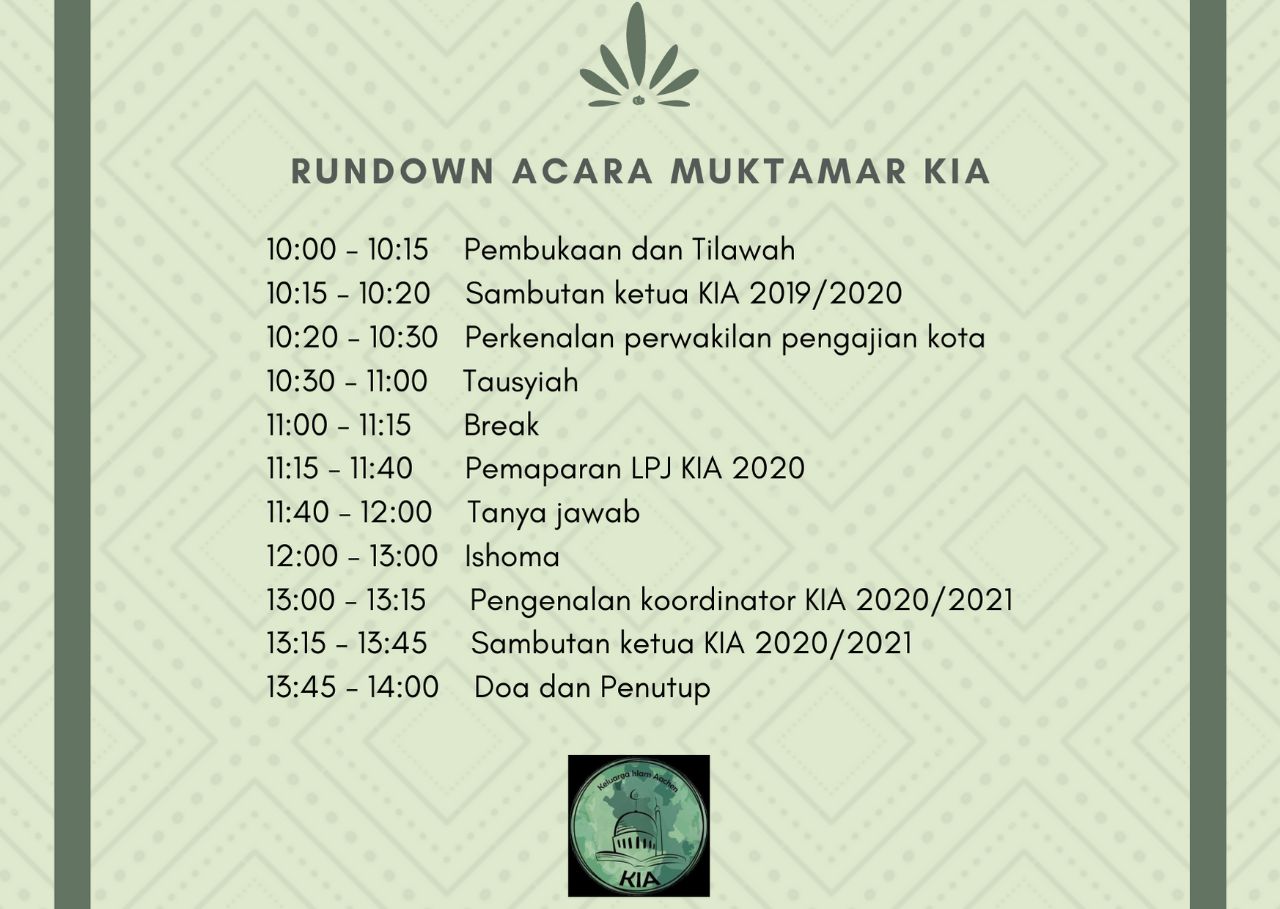 RUNDOWN ACARA MUKTAMAR KIA
10:00 - 10:15 Pembukaan dan Tilawah
10:15 - 10:20 Sambutan ketua KIA 2019/2020
10:20 - 10:30 Perkenalan perwakilan pengajian kota
10:30 - 11:00 Tausyiah
11:00 - 11:15 Break
11:15 - 11:40 Pemaparan LPJ KIA 2020
11:40 - 12:00 Tanya jawab
12:00 - 13:00 Ishoma
13:00 - 13:15 Pengenalan koordinator KIA 2020/2021
13:15 - 13:45 Sambutan ketua KIA 2020/2021
13:45 - 14:00 Doa dan Penutup
Keluarga Islam Aachen
KIA